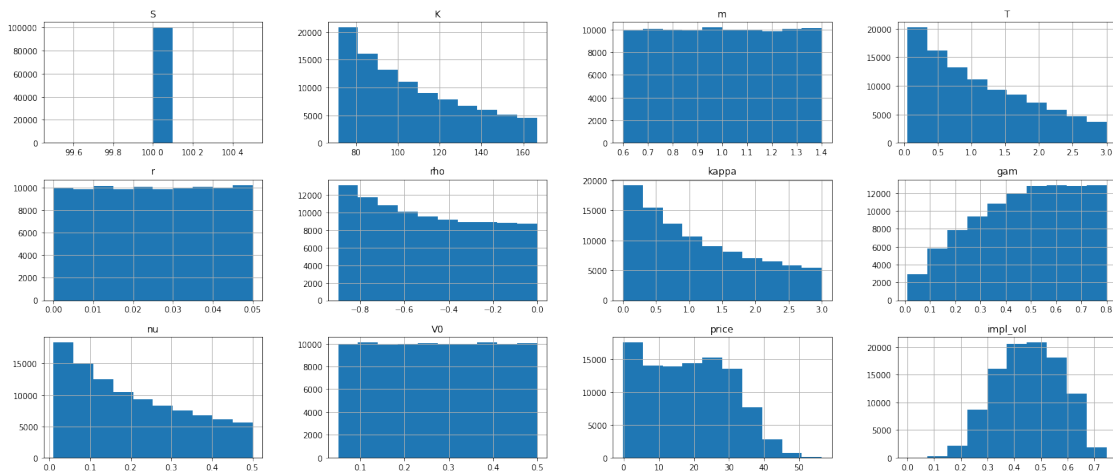 S
100000
80000
60000
40000
20000
0
99.6 99.8 100.0 100.2 100.4
K
20000
15000
10000
5000
0
80 100 120 140 160
m
10000
8000
6000
4000
2000
0
0.6 0.7 0.8 0.9 1.0 1.1 1.2 1.3 1.4
T
20000
15000
10000
5000
0
0.0 0.5 1.0 1.5 2.0 2.5 3.0
r
10000
8000
6000
4000
2000
0
0.00 0.01 0.02 0.03 0.04 0.05
rho
12000
10000
8000
6000
4000
2000
0
−0.8 −0.6 −0.4 −0.2 0.0
kappa
20000
15000
10000
5000
0
0.0 0.5 1.0 1.5 2.0 2.5 3.0
gam
12000
10000
8000
6000
4000
2000
0
0.0 0.1 0.2 0.3 0.4 0.5 0.6 0.7 0.8
nu
15000
10000
5000
0
0.0 0.1 0.2 0.3 0.4 0.5
V0
10000
8000
6000
4000
2000
0
0.1 0.2 0.3 0.4 0.5
price
15000
10000
5000
0
0 10 20 30 40 50
impl_vol
20000
15000
10000
5000
0
0.0 0.1 0.2 0.3 0.4 0.5 0.6 0.7